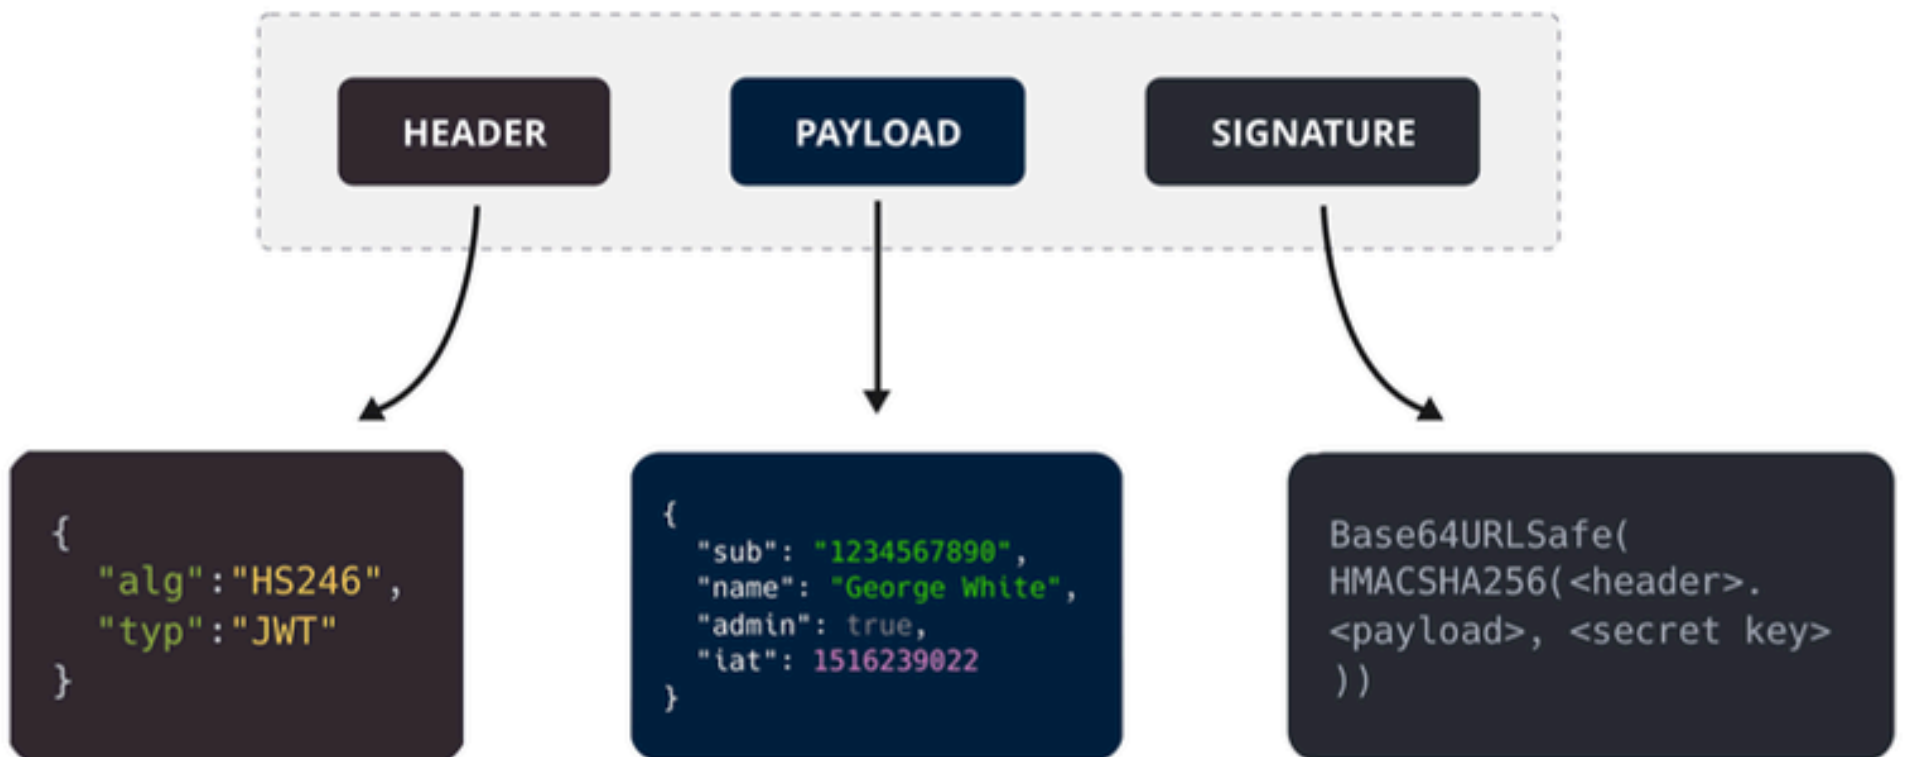 HEADER
PAYLOAD
SIGNATURE
{
"alg":"HS246",
"typ":"JWT"
}
{
"sub": "1234567890",
"name": "George White",
"admin": true,
"iat": 1516239022
}
Base64URLSafe(
HMACSHA256(<header>.
<payload>, <secret key>
))